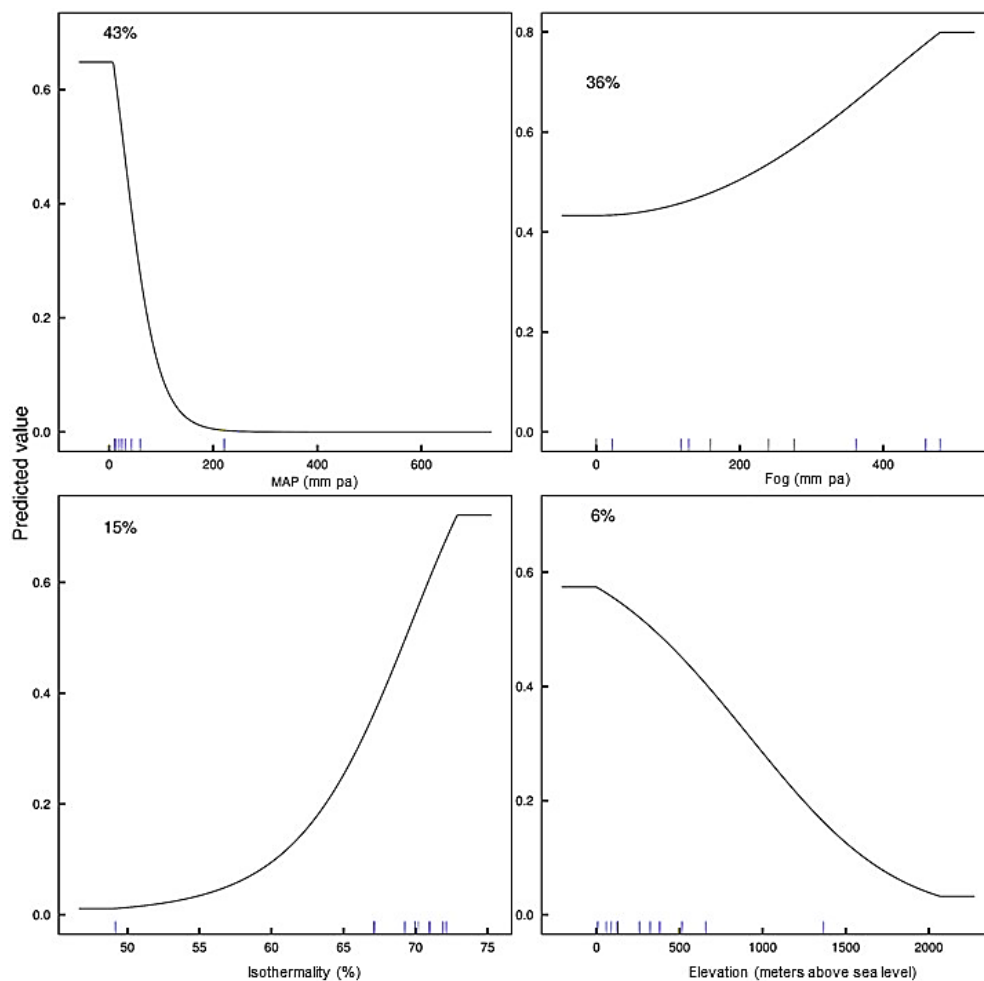 43%
0.6
0.4
0.2
0.0
0 200 400 600
MAP (mm pa)
36%
0.8
0.6
0.4
0.2
0.0
0 200 400
Fog (mm pa)
Predicted value
15%
0.6
0.4
0.2
0.0
50 55 60 65 70 75
Isothermality (%)
6%
0.6
0.4
0.2
0.0
0 500 1000 1500 2000
Elevation (meters above sea level)